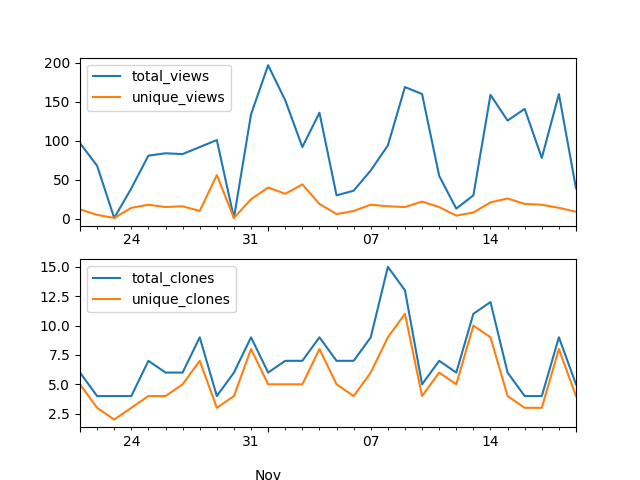 200
150
100
50
0
total_views
unique_views
24 31 07 14
15.0
12.5
10.0
7.5
5.0
2.5
total_clones
unique_clones
24 31 07 14
Nov